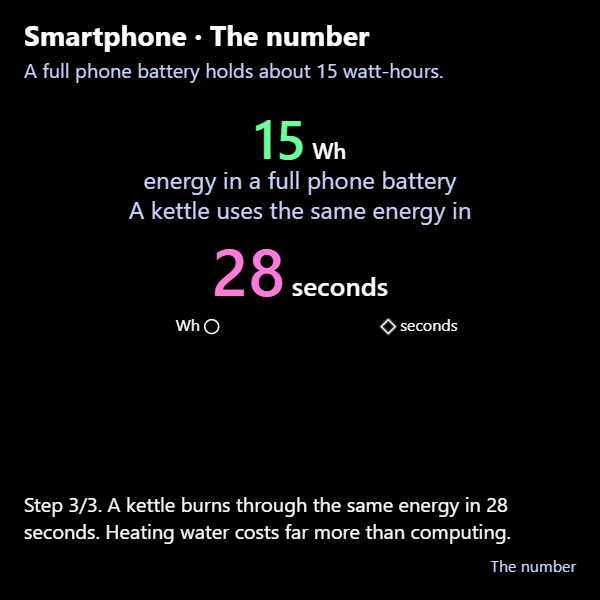 Smartphone · The number
A full phone battery holds about 15 watt-hours.
15 Wh
energy in a full phone battery
A kettle uses the same energy in
28 seconds
Wh
seconds
Step 3/3. A kettle burns through the same energy in 28
seconds. Heating water costs far more than computing.
The number